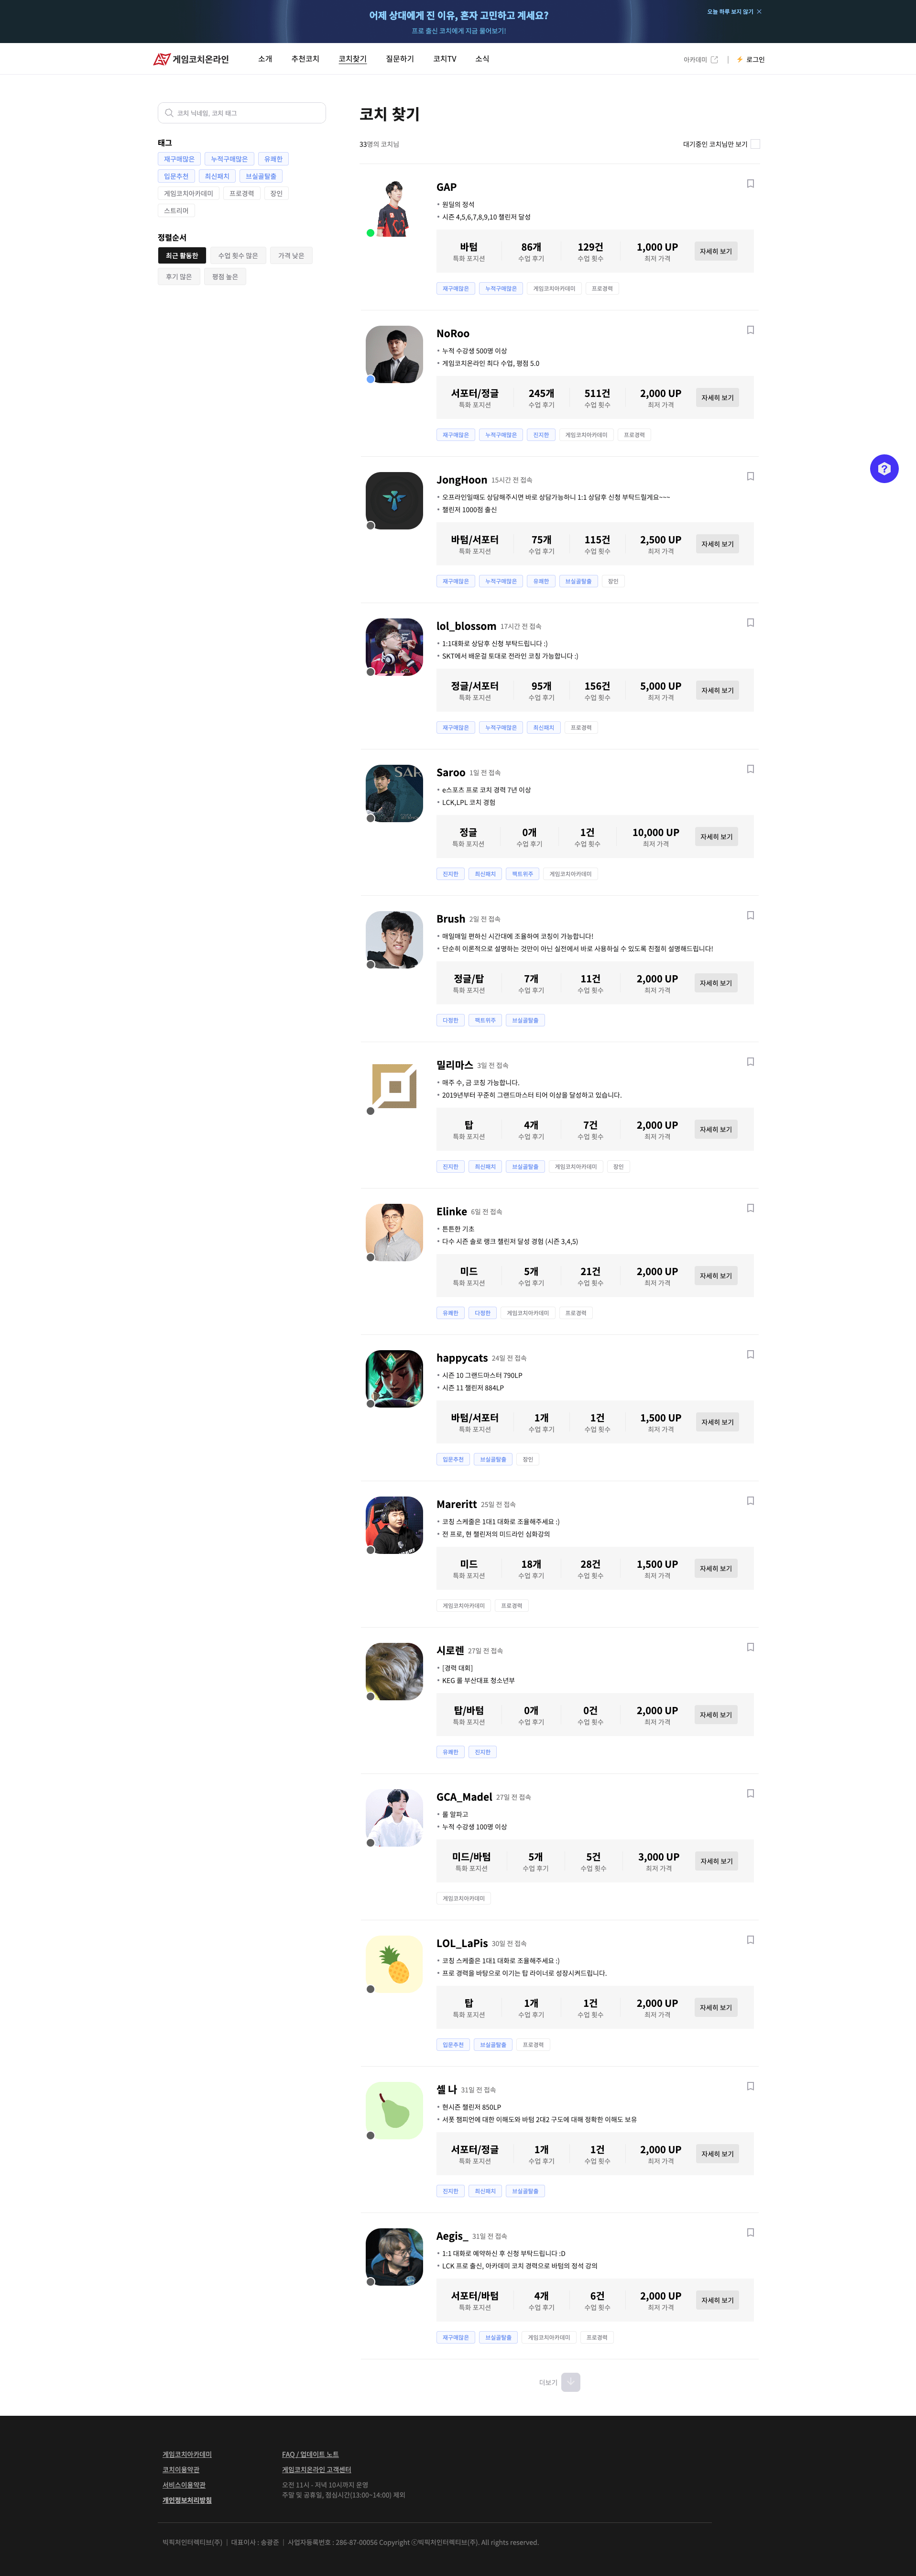 어제 상대에게 진 이유, 혼자 고민하고 계세요?
프로 출신 코치에게 지금 물어보기!
오늘 하루 보지 않기
게임코치온라인
소개 추천코치 코치찾기 질문하기 코치TV 소식
아카데미 로그인
코치 닉네임, 코치 태그
태그
재구매많은 누적구매많은 유쾌한
입문추천 최신패치 브실골탈출
게임코치아카데미 프로경력 장인
스트리머
정렬순서
최근 활동한 수업 횟수 많은 가격 낮은
후기 많은 평점 높은
코치 찾기
33명의 코치님
대기중인 코치님만 보기
GAP
원딜의 정석
시즌 4,5,6,7,8,9,10 챌린저 달성
바텀 86개 129건 1,000 UP 자세히 보기
특화 포지션 수업 후기 수업 횟수 최저 가격
재구매많은 누적구매많은 게임코치아카데미 프로경력
NoRoo
누적 수강생 500명 이상
게임코치온라인 최다 수업, 평점 5.0
서포터/정글 245개 511건 2,000 UP 자세히 보기
특화 포지션 수업 후기 수업 횟수 최저 가격
재구매많은 누적구매많은 진지한 게임코치아카데미 프로경력
JongHoon 15시간 전 접속
오프라인일때도 상담해주시면 바로 상담가능하니 1:1 상담후 신청 부탁드릴게요~~~
챌린저 1000점 출신
바텀/서포터 75개 115건 2,500 UP 자세히 보기
특화 포지션 수업 후기 수업 횟수 최저 가격
재구매많은 누적구매많은 유쾌한 브실골탈출 장인
lol_blossom 17시간 전 접속
1:1대화로 상담후 신청 부탁드립니다 :)
SKT에서 배운걸 토대로 전라인 코칭 가능합니다 :)
정글/서포터 95개 156건 5,000 UP 자세히 보기
특화 포지션 수업 후기 수업 횟수 최저 가격
재구매많은 누적구매많은 최신패치 프로경력
Saroo 1일 전 접속
e스포츠 프로 코치 경력 7년 이상
LCK,LPL 코치 경험
정글 0개 1건 10,000 UP 자세히 보기
특화 포지션 수업 후기 수업 횟수 최저 가격
진지한 최신패치 팩트위주 게임코치아카데미
Brush 2일 전 접속
매일매일 편하신 시간대에 조율하여 코칭이 가능합니다!
단순히 이론적으로 설명하는 것만이 아닌 실전에서 바로 사용하실 수 있도록 친절히 설명해드립니다!
정글/탑 7개 11건 2,000 UP 자세히 보기
특화 포지션 수업 후기 수업 횟수 최저 가격
다정한 팩트위주 브실골탈출
밀리마스 3일 전 접속
매주 수, 금 코칭 가능합니다.
2019년부터 꾸준히 그랜드마스터 티어 이상을 달성하고 있습니다.
탑 4개 7건 2,000 UP 자세히 보기
특화 포지션 수업 후기 수업 횟수 최저 가격
진지한 최신패치 브실골탈출 게임코치아카데미 장인
Elinke 6일 전 접속
튼튼한 기초
다수 시즌 솔로 랭크 챌린저 달성 경험 (시즌 3,4,5)
미드 5개 21건 2,000 UP 자세히 보기
특화 포지션 수업 후기 수업 횟수 최저 가격
유쾌한 다정한 게임코치아카데미 프로경력
happycats 24일 전 접속
시즌 10 그랜드마스터 790LP
시즌 11 챌린저 884LP
바텀/서포터 1개 1건 1,500 UP 자세히 보기
특화 포지션 수업 후기 수업 횟수 최저 가격
입문추천 브실골탈출 장인
Mareritt 25일 전 접속
코칭 스케줄은 1대1 대화로 조율해주세요 :)
전 프로, 현 챌린저의 미드라인 심화강의
미드 18개 28건 1,500 UP 자세히 보기
특화 포지션 수업 후기 수업 횟수 최저 가격
게임코치아카데미 프로경력
시로렌 27일 전 접속
[경력 대회]
KEG 롤 부산대표 청소년부
탑/바텀 0개 0건 2,000 UP 자세히 보기
특화 포지션 수업 후기 수업 횟수 최저 가격
유쾌한 진지한
GCA_Madel 27일 전 접속
롤 알파고
누적 수강생 100명 이상
미드/바텀 5개 5건 3,000 UP 자세히 보기
특화 포지션 수업 후기 수업 횟수 최저 가격
게임코치아카데미
LOL_LaPis 30일 전 접속
코칭 스케줄은 1대1 대화로 조율해주세요 :)
프로 경력을 바탕으로 이기는 탑 라이너로 성장시켜드립니다.
탑 1개 1건 2,000 UP 자세히 보기
특화 포지션 수업 후기 수업 횟수 최저 가격
입문추천 브실골탈출 프로경력
셀 나 31일 전 접속
현시즌 챌린저 850LP
서폿 챔피언에 대한 이해도와 바텀 2대2 구도에 대해 정확한 이해도 보유
서포터/정글 1개 1건 2,000 UP 자세히 보기
특화 포지션 수업 후기 수업 횟수 최저 가격
진지한 최신패치 브실골탈출
Aegis_ 31일 전 접속
1:1 대화로 예약하신 후 신청 부탁드립니다 :D
LCK 프로 출신, 아카데미 코치 경력으로 바텀의 정석 강의
서포터/바텀 4개 6건 2,000 UP 자세히 보기
특화 포지션 수업 후기 수업 횟수 최저 가격
재구매많은 브실골탈출 게임코치아카데미 프로경력
더보기
게임코치아카데미 FAQ / 업데이트 노트
코치이용약관 게임코치온라인 고객센터
서비스이용약관 오전 11시 - 저녁 10시까지 운영
주말 및 공휴일, 점심시간(13:00~14:00) 제외
개인정보처리방침
빅픽처인터랙티브(주) | 대표이사 : 송광준 | 사업자등록번호 : 286-87-00056 Copyright ⓒ빅픽처인터랙티브(주). All rights reserved.